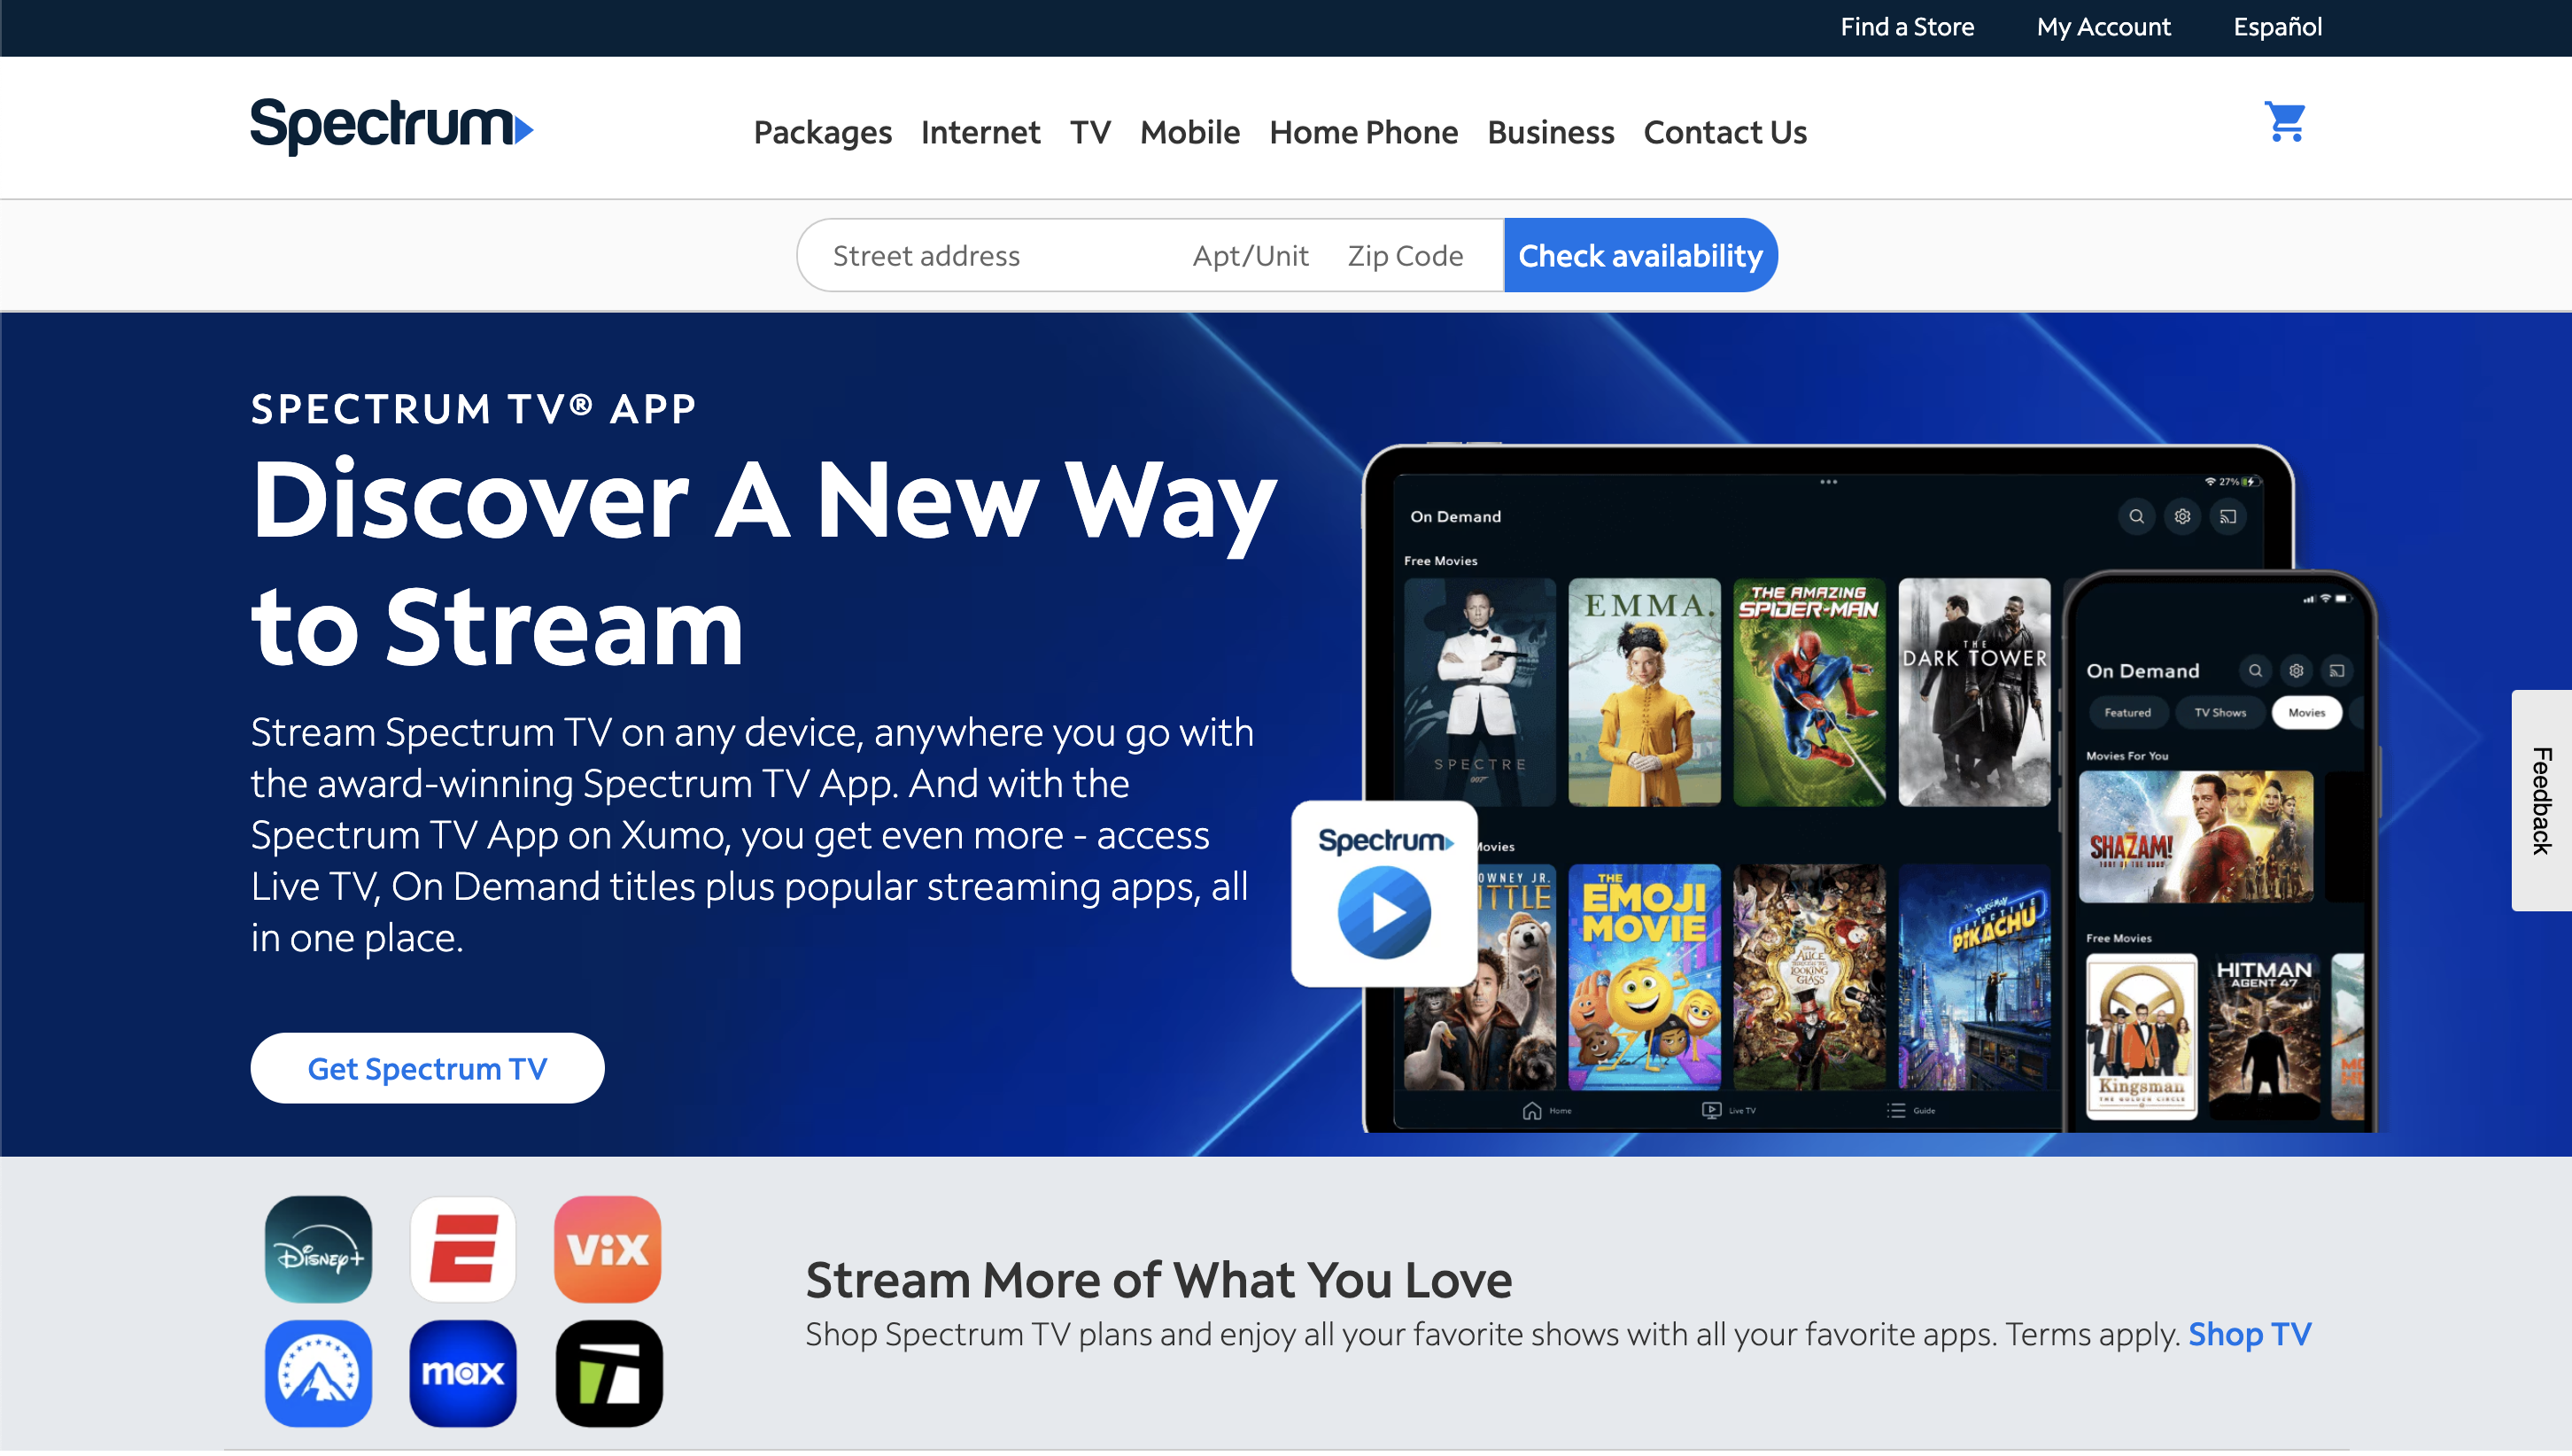 Find a Store My Account Español
Spectrum
Packages Internet TV Mobile Home Phone Business Contact Us
Street address Apt/Unit Zip Code Check availability
SPECTRUM TV® APP
Discover A New Way
to Stream
Stream Spectrum TV on any device, anywhere you go with
the award-winning Spectrum TV App. And with the
Spectrum TV App on Xumo, you get even more - access
Live TV, On Demand titles plus popular streaming apps, all
in one place.
Get Spectrum TV
27%
On Demand
Free Movies
SPECTRE
007
EMMA.
THE AMAZING
SPIDER-MAN
THE
DARK TOWER
Spectrum
Movies
OWNEY JR.
ITTLE
THE
EMOJI
MOVIE
Disney
ALICE
THROUGH THE
LOOKING
GLASS
POKÉMON
DETECTIVE
PIKACHU
Home Live TV Guide
On Demand
Featured TV Shows Movies
Movies For You
SHAZAM!
FURY OF THE GODS
Free Movies
Kingsman
THE GOLDEN CIRCLE
HITMAN
AGENT 47
Feedback
Disney+ E ViX
max T
Stream More of What You Love
Shop Spectrum TV plans and enjoy all your favorite shows with all your favorite apps. Terms apply. Shop TV